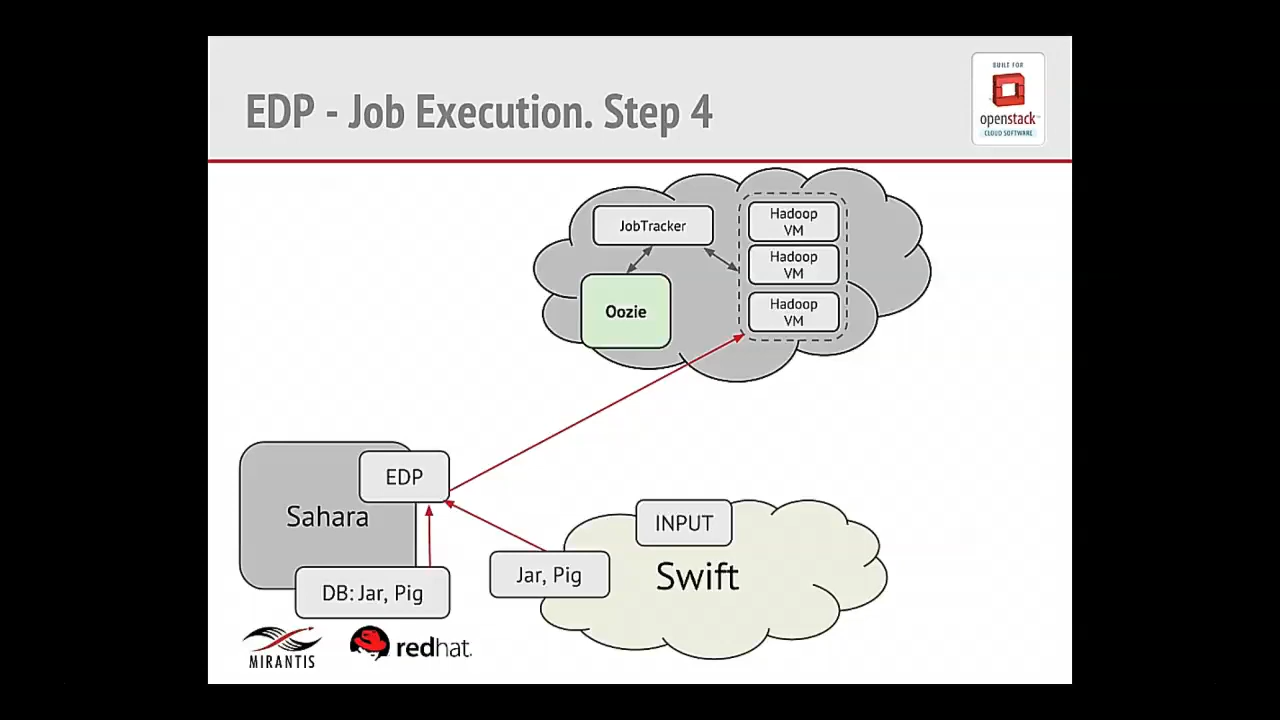 EDP - Job Execution. Step 4
BUILT FOR
openstack™
CLOUD SOFTWARE
JobTracker
Hadoop
VM
Hadoop
VM
Hadoop
VM
Oozie
EDP
Sahara
DB: Jar, Pig
Jar, Pig
INPUT
Swift
MIRANTIS
redhat.